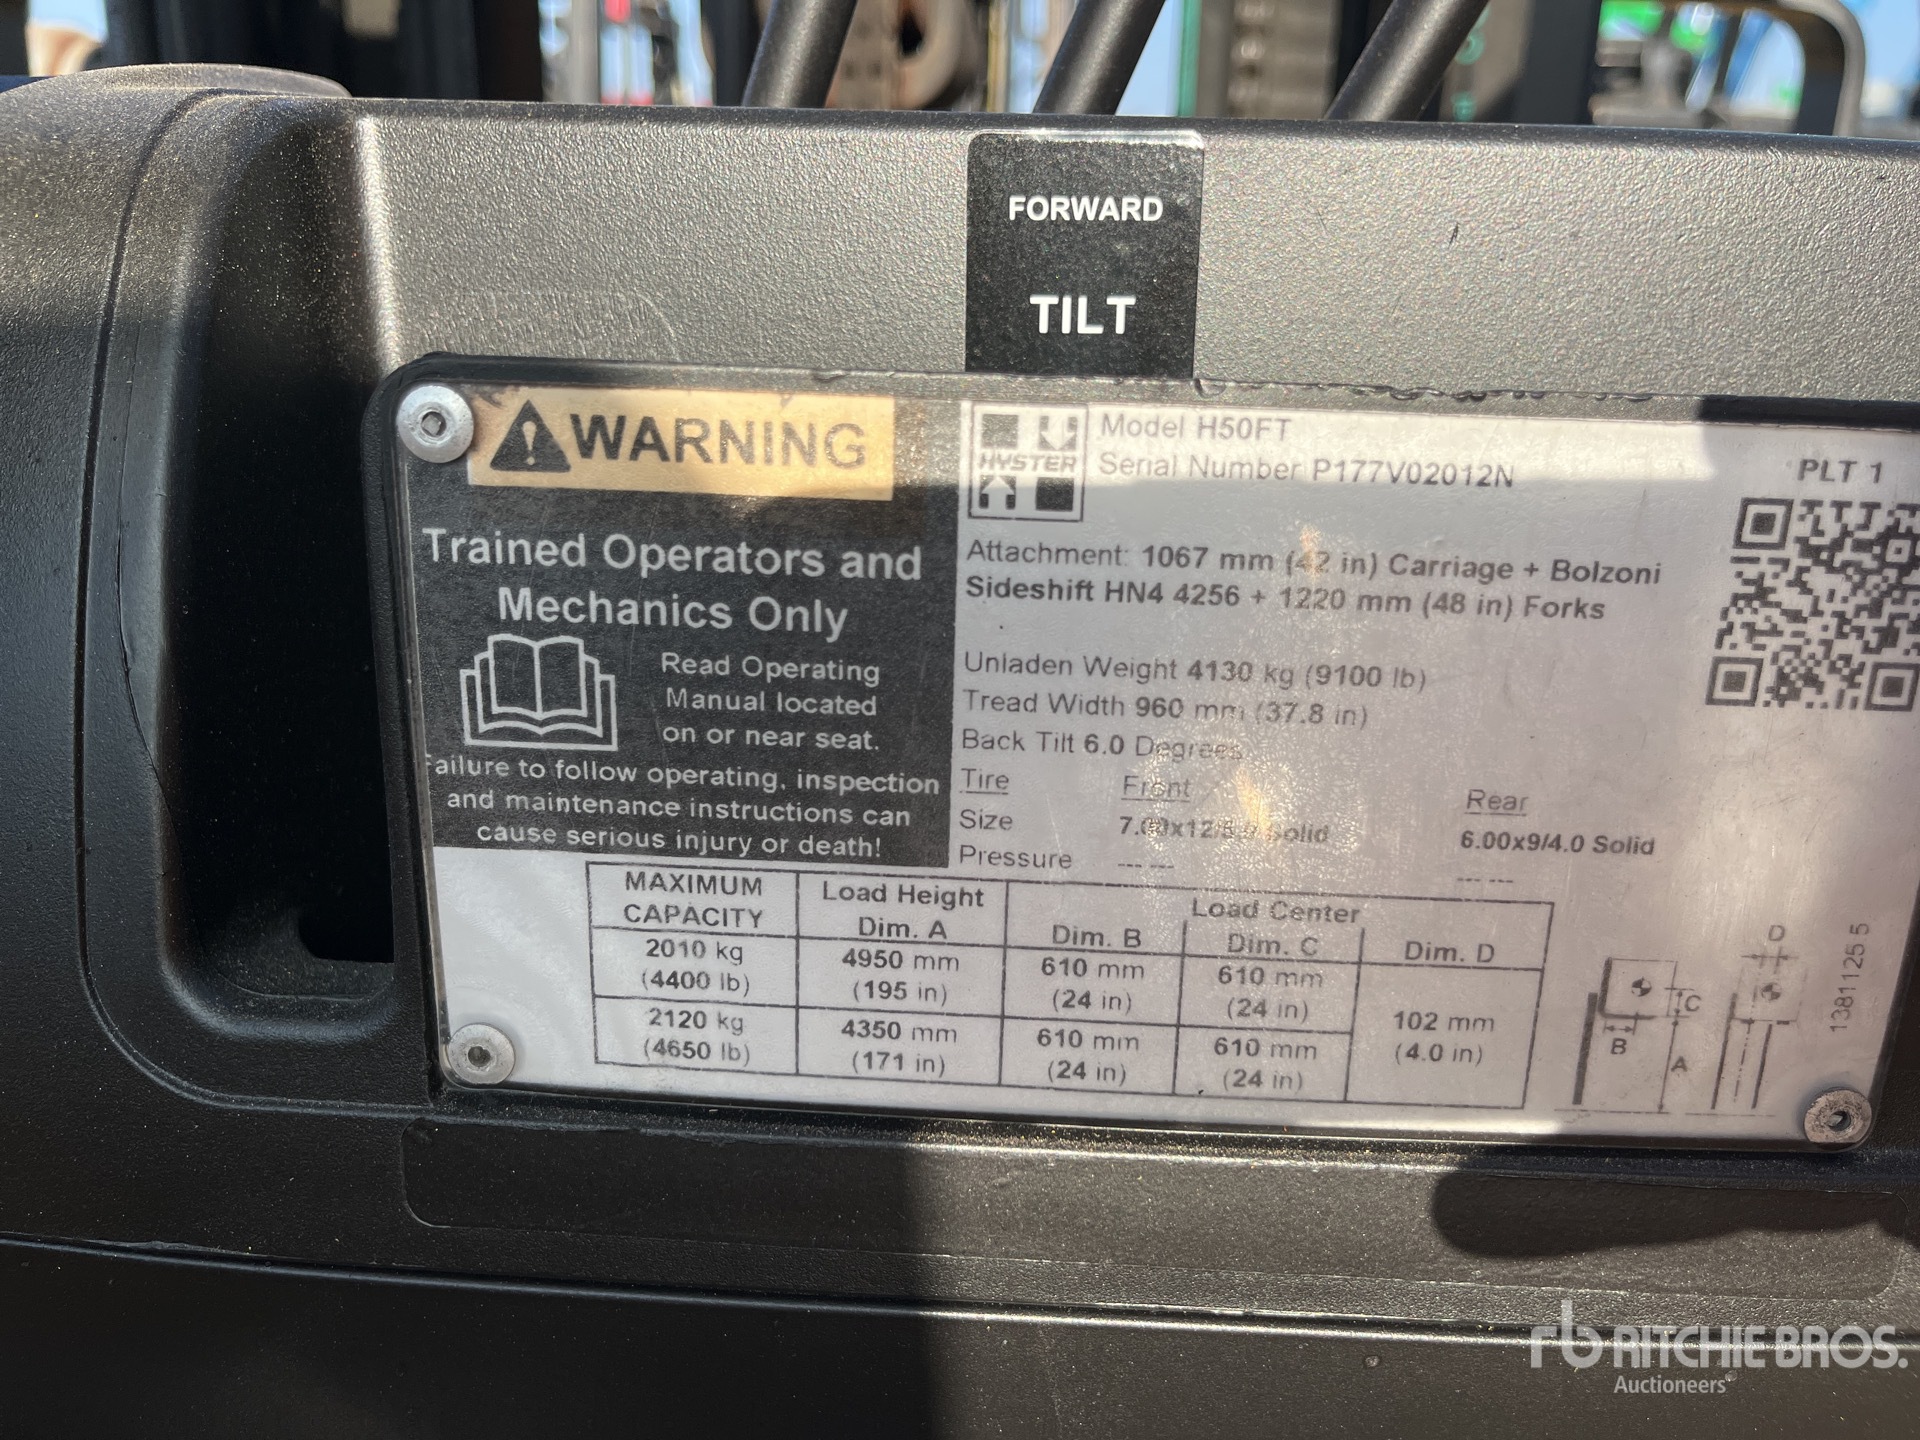 FORWARD
TILT
WARNING
Trained Operators and
Mechanics Only
Read Operating
Manual located
on or near seat.
Failure to follow operating, inspection
and maintenance instructions can
cause serious injury or death!
HYSTER
Model H50FT
Serial Number P177V02012N
PLT 1
Attachment: 1067 mm (42 in) Carriage + Bolzoni
Sideshift HN4 4256 + 1220 mm (48 in) Forks
Unladen Weight 4130 kg (9100 lb)
Tread Width 960 mm (37.8 in)
Back Tilt 6.0 Degrees
Tire Front Rear
Size 7.00x12/5.0 Solid 6.00x9/4.0 Solid
Pressure --- --- --- ---
MAXIMUM CAPACITY Load Height Dim. A Load Center
Dim. B Dim. C Dim. D
2010 kg 4950 mm 610 mm 610 mm
(4400 lb) (195 in) (24 in) (24 in)
102 mm
(4.0 in)
2120 kg 4350 mm 610 mm 610 mm
(4650 lb) (171 in) (24 in) (24 in)
D
C
B
A
13811255
rb RITCHIE BROS.
Auctioneers